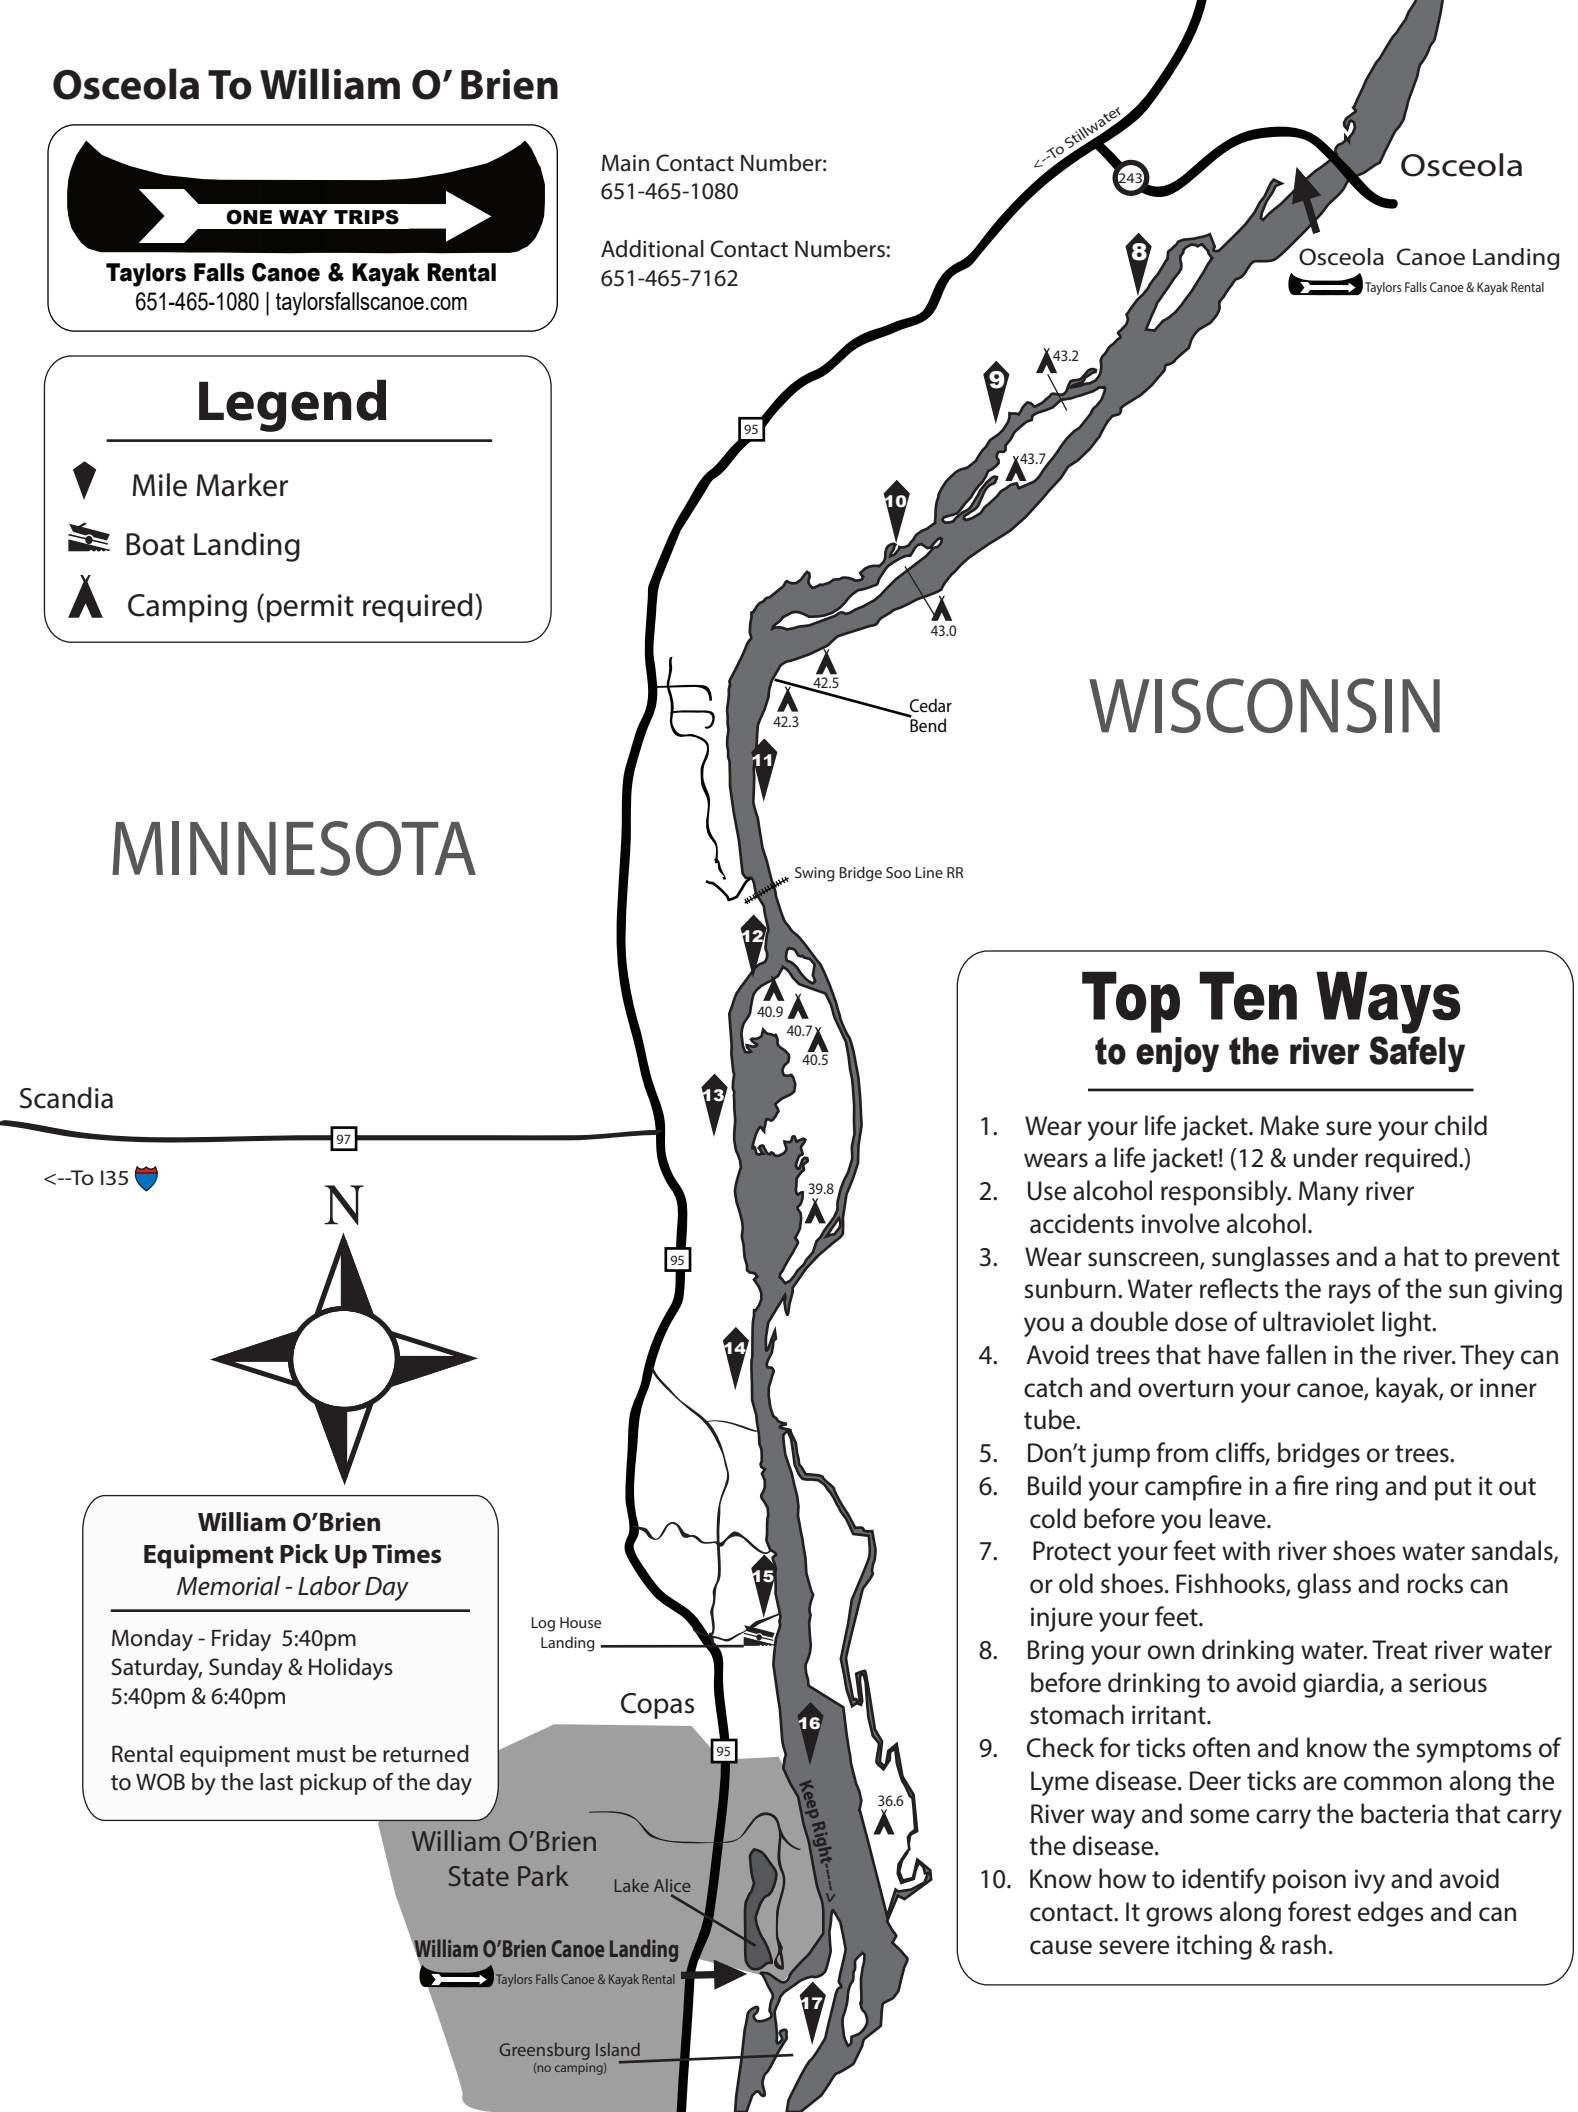 Osceola To William O' Brien
ONE WAY TRIPS
Taylors Falls Canoe & Kayak Rental
651-465-1080 | taylorsfallscanoe.com
Main Contact Number:
651-465-1080
Additional Contact Numbers:
651-465-7162
Legend
Mile Marker
Boat Landing
Camping (permit required)
<--To Stillwater
243
Osceola
Osceola Canoe Landing
Taylors Falls Canoe & Kayak Rental
8
43.2
9
95
43.7
10
43.0
42.5
42.3
Cedar
Bend
WISCONSIN
11
MINNESOTA
Swing Bridge Soo Line RR
12
40.9
40.7
40.5
13
Scandia
97
<--To I35
N
39.8
95
14
15
Log House
Landing
Copas
16
95
Keep Right----->
36.6
William O'Brien
State Park
Lake Alice
William O'Brien Canoe Landing
Taylors Falls Canoe & Kayak Rental
17
Greensburg Island
(no camping)
William O'Brien
Equipment Pick Up Times
Memorial - Labor Day
Monday - Friday 5:40pm
Saturday, Sunday & Holidays
5:40pm & 6:40pm
Rental equipment must be returned
to WOB by the last pickup of the day
Top Ten Ways
to enjoy the river Safely
1. Wear your life jacket. Make sure your child
wears a life jacket! (12 & under required.)
2. Use alcohol responsibly. Many river
accidents involve alcohol.
3. Wear sunscreen, sunglasses and a hat to prevent
sunburn. Water reflects the rays of the sun giving
you a double dose of ultraviolet light.
4. Avoid trees that have fallen in the river. They can
catch and overturn your canoe, kayak, or inner
tube.
5. Don't jump from cliffs, bridges or trees.
6. Build your campfire in a fire ring and put it out
cold before you leave.
7. Protect your feet with river shoes water sandals,
or old shoes. Fishhooks, glass and rocks can
injure your feet.
8. Bring your own drinking water. Treat river water
before drinking to avoid giardia, a serious
stomach irritant.
9. Check for ticks often and know the symptoms of
Lyme disease. Deer ticks are common along the
River way and some carry the bacteria that carry
the disease.
10. Know how to identify poison ivy and avoid
contact. It grows along forest edges and can
cause severe itching & rash.